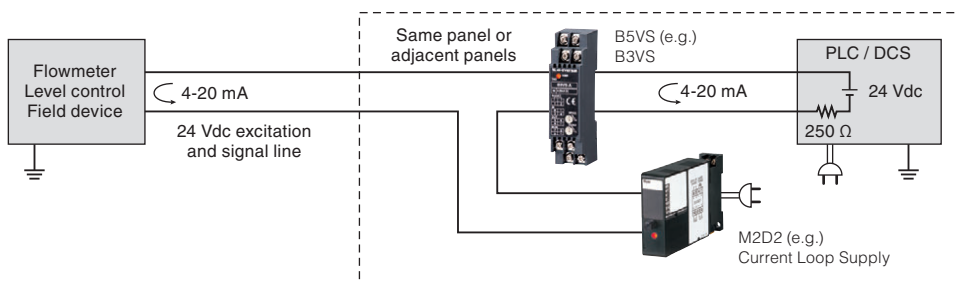 Flowmeter
Level control
Field device
4-20 mA
24 Vdc excitation
and signal line
Same panel or
adjacent panels
B5VS (e.g.)
B3VS
4-20 mA
PLC / DCS
24 Vdc
250 Ω
M2D2 (e.g.)
Current Loop Supply